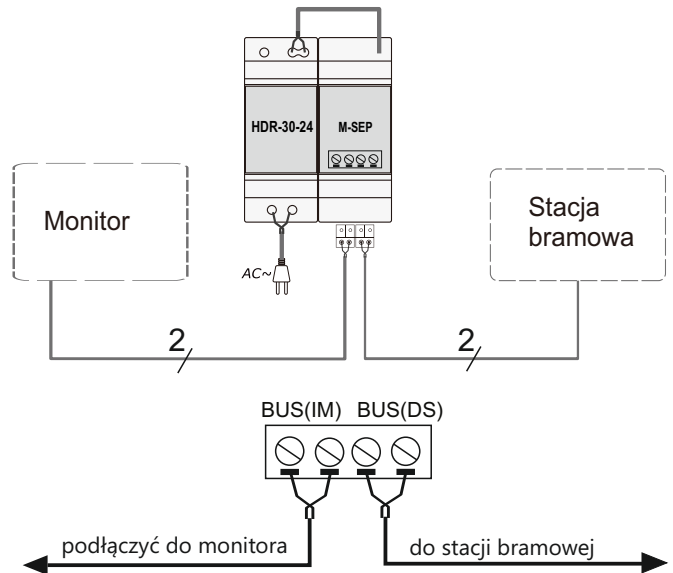 HDR-30-24
M-SEP
Monitor
Stacja
bramowa
AC~
2
2
BUS(IM) BUS(DS)
podłączyć do monitora
do stacji bramowej